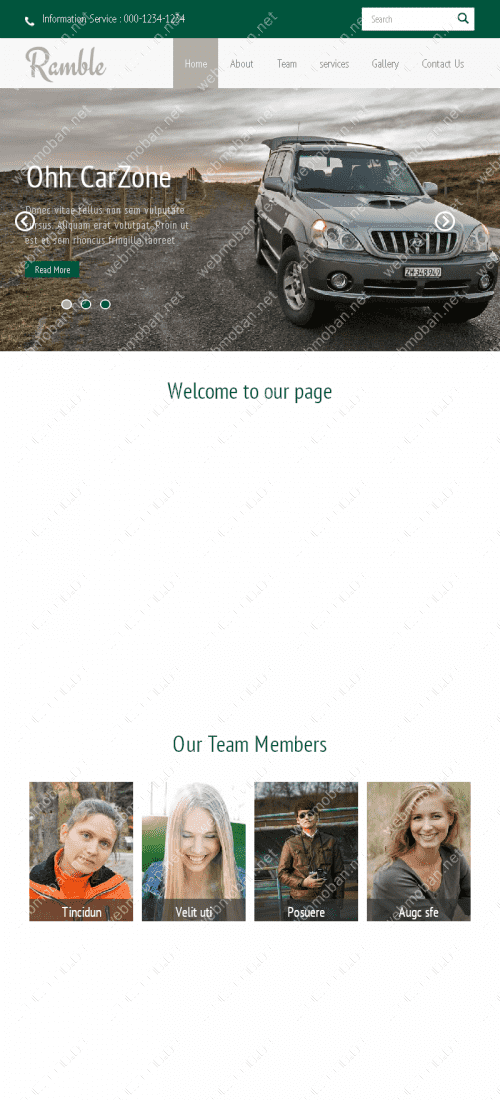 Information Service : 000-1234-1234
Search
Ramble
Home About Team services Gallery Contact Us
Ohh CarZone
Donec vitae tellus non sem vulputate
cursus. Aliquam erat volutpat. Proin ut
est et sem rhoncus fringilla laoreet
Read More
ZH 348 949
Welcome to our page
Our Team Members
Tincidun Velit uti Posuere Augc sfe
webmoban.net